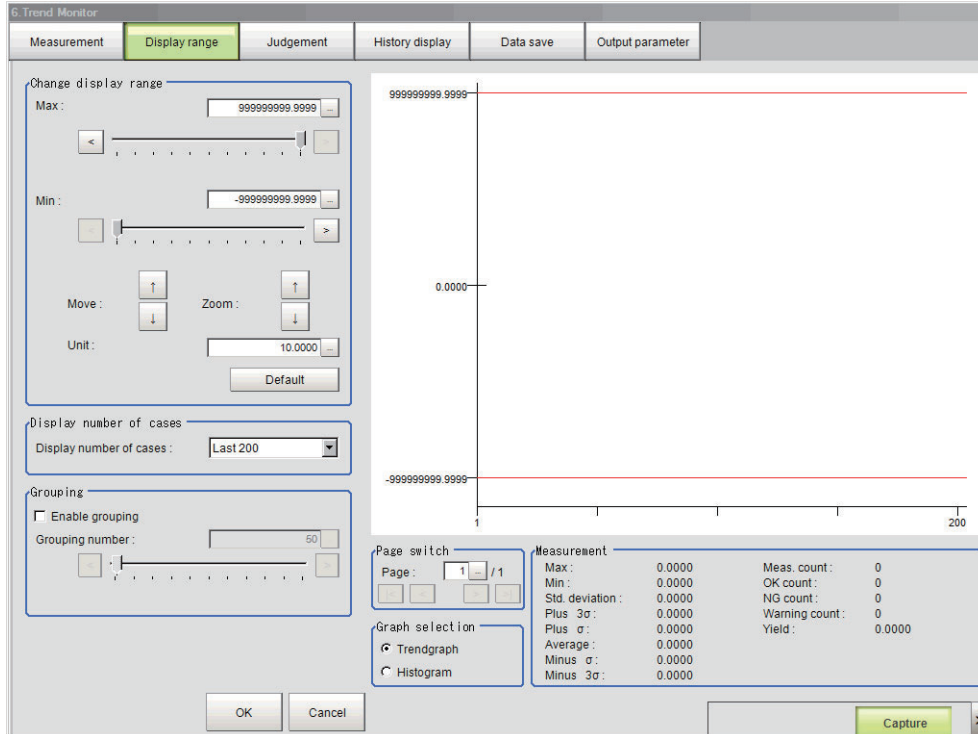 6.Trend Monitor
Measurement Display range Judgement History display Data save Output parameter
Change display range
Max : 999999999.9999 ...
<
>
Min : -999999999.9999 ...
<
>
Move : ↑ ↓ Zoom : ↑ ↓
Unit : 10.0000 ...
Default
Display number of cases
Display number of cases : Last 200
Grouping
Enable grouping
Grouping number : 50
<
>
OK Cancel
999999999.9999
0.0000
-999999999.9999
1 200
Page switch
Page : 1 ... / 1
|< < > >|
Graph selection
Trendgraph
Histogram
Measurement
Max : 0.0000 Meas. count : 0
Min : 0.0000 OK count : 0
Std. deviation : 0.0000 NG count : 0
Plus 3σ : 0.0000 Warning count : 0
Plus σ : 0.0000 Yield : 0.0000
Average : 0.0000
Minus σ : 0.0000
Minus 3σ : 0.0000
Capture